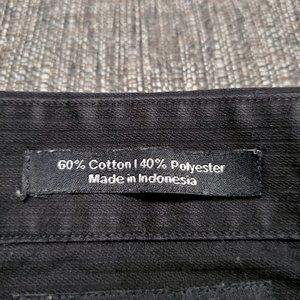 60% Cotton | 40% Polyester
Made in Indonesia